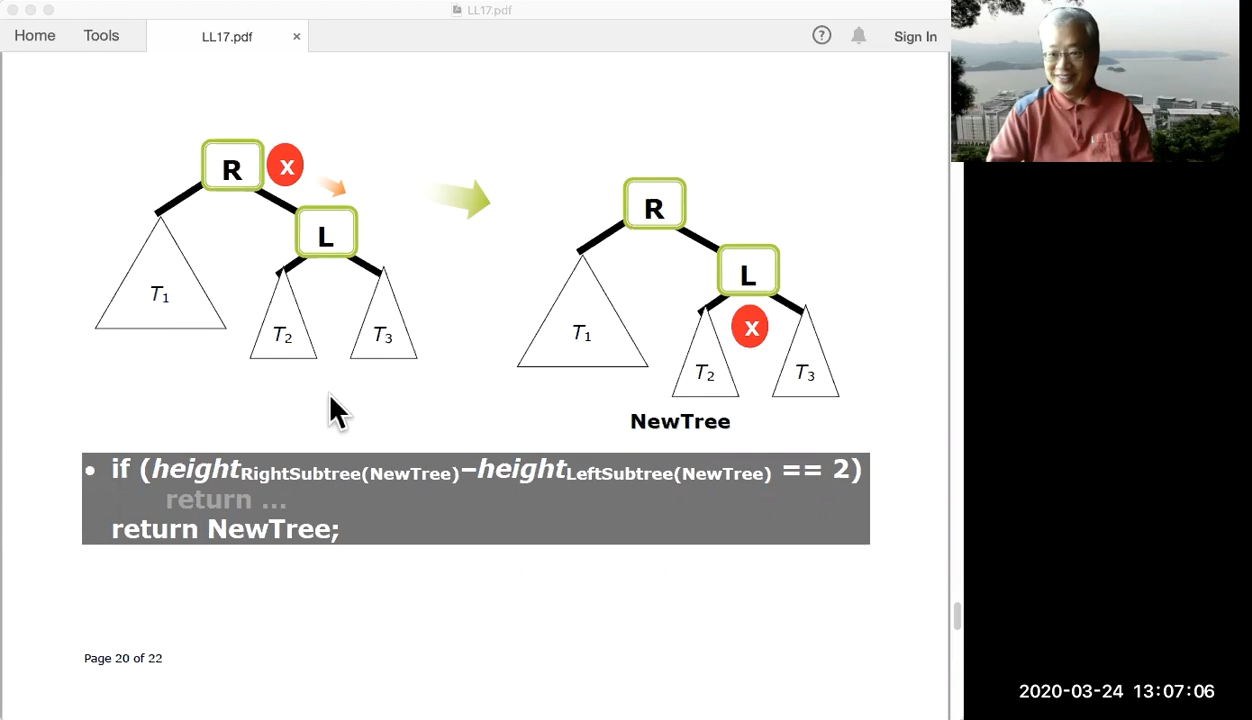 LL17.pdf
Home Tools LL17.pdf × ? Sign In
R X
L
T1
T2 T3
R
L
T1
X
T2 T3
NewTree
• if (heightRightSubtree(NewTree)–heightLeftSubtree(NewTree) == 2)
return ...
return NewTree;
Page 20 of 22
2020-03-24 13:07:06